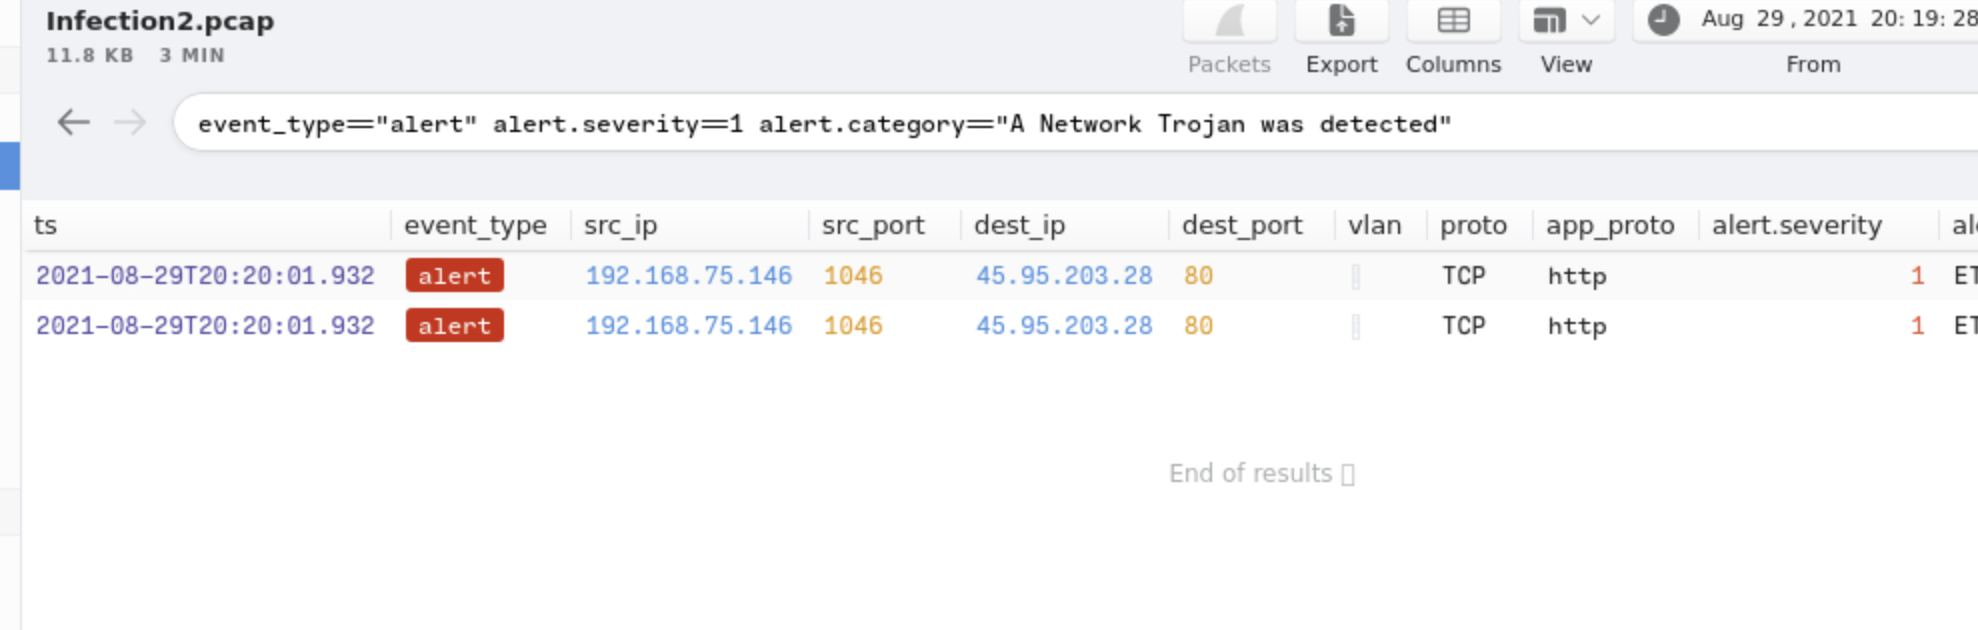 Infection2.pcap
11.8 KB 3 MIN
Aug 29 , 2021 20: 19: 28
Packets Export Columns View From
event_type=="alert" alert.severity==1 alert.category=="A Network Trojan was detected"
ts event_type src_ip src_port dest_ip dest_port vlan proto app_proto alert.severity
2021-08-29T20:20:01.932 alert 192.168.75.146 1046 45.95.203.28 80 TCP http 1 ET
2021-08-29T20:20:01.932 alert 192.168.75.146 1046 45.95.203.28 80 TCP http 1 ET
End of results